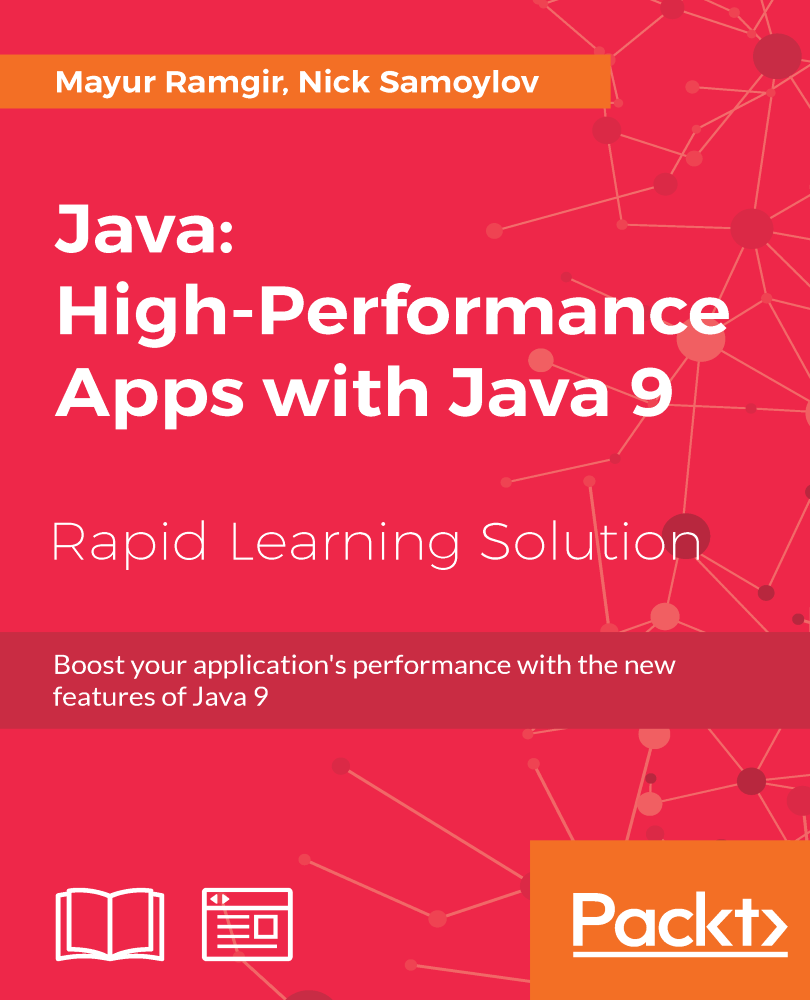 Mayur Ramgir, Nick Samoylov
Java:
High-Performance
Apps with Java 9
Rapid Learning Solution
Boost your application's performance with the new
features of Java 9
Packt>